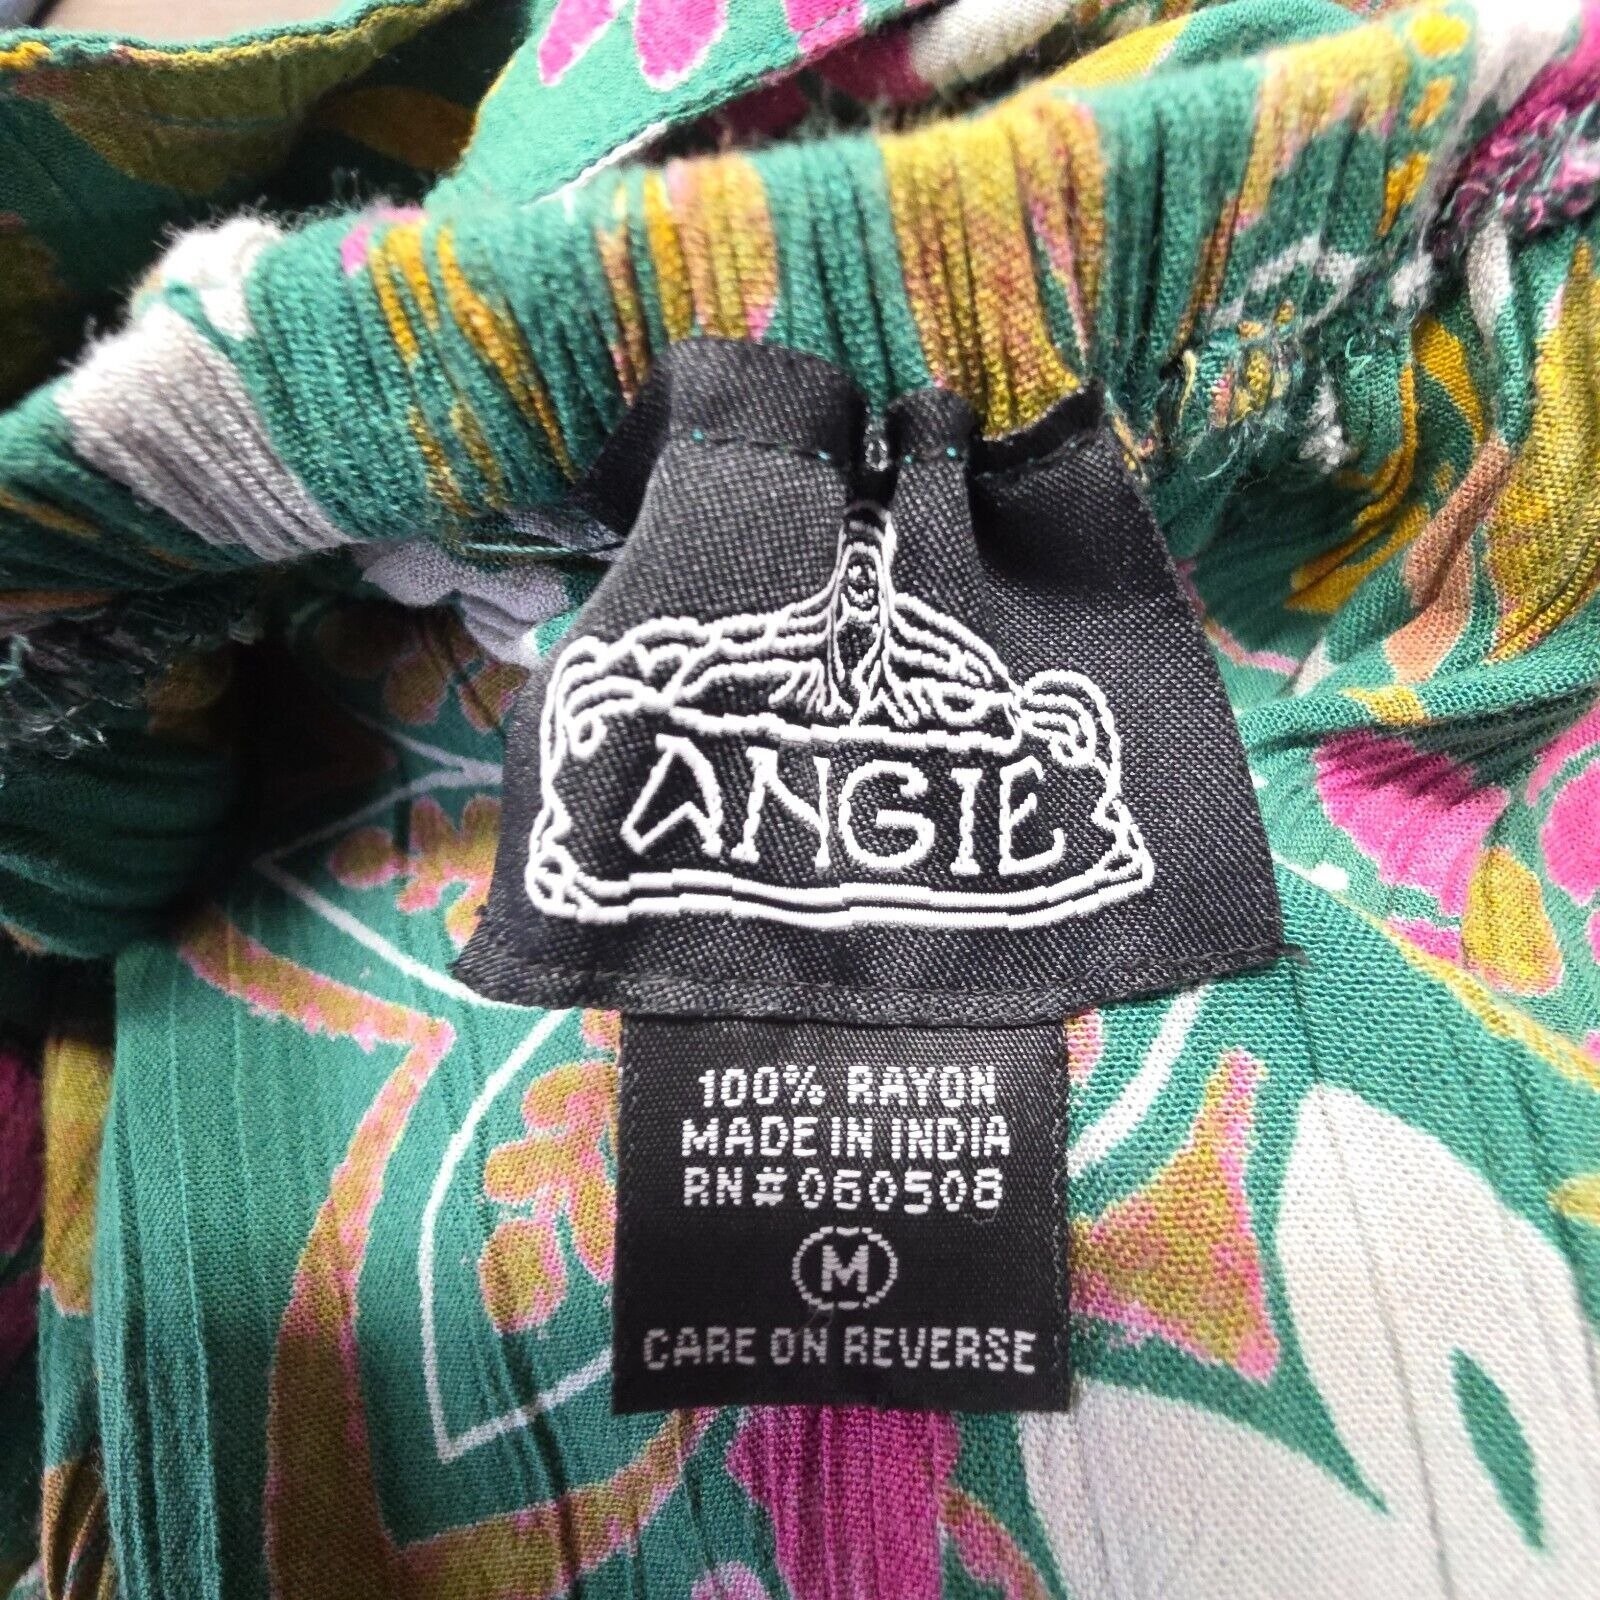 ANGIE
100% RAYON
MADE IN INDIA
RN#060508
M
CARE ON REVERSE